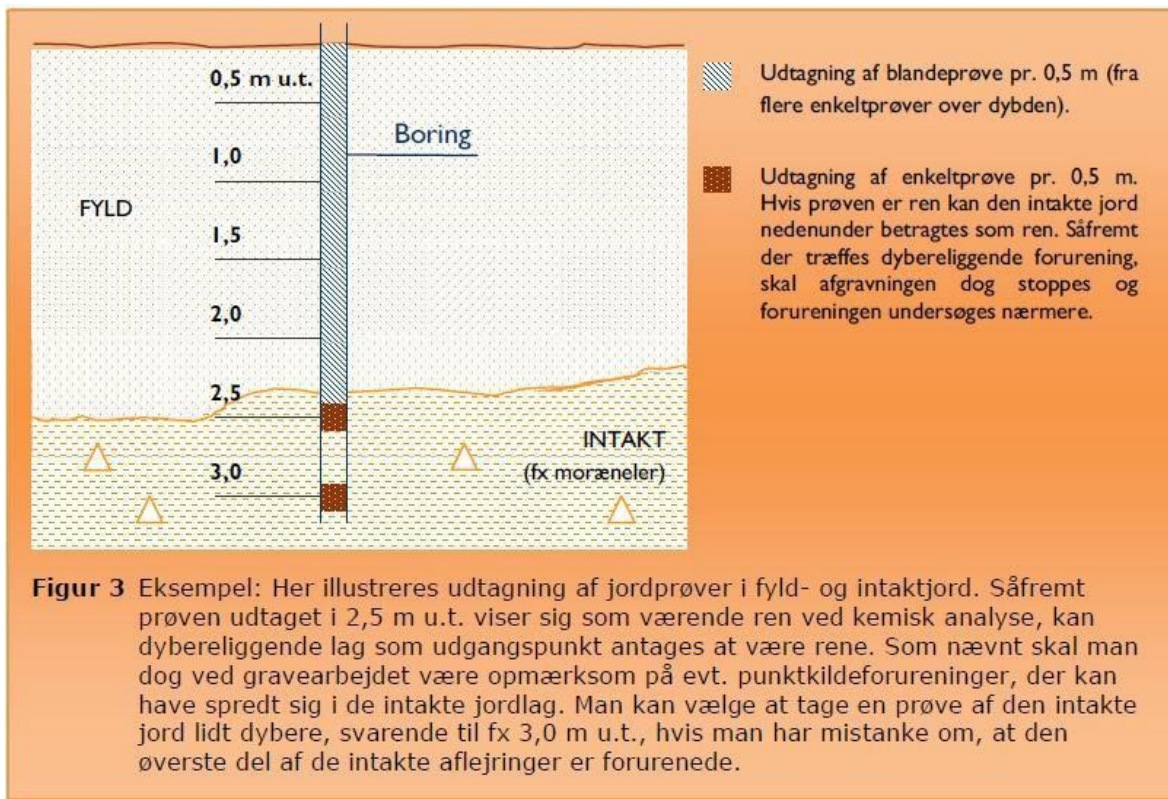 0,5 m u.t.
1,0
Boring
FYLD
1,5
2,0
2,5
3,0
INTAKT
(fx moræneler)
Udtagning af blandeprøve pr. 0,5 m (fra
flere enkeltprøver over dybden).
Udtagning af enkeltprøve pr. 0,5 m.
Hvis prøven er ren kan den intakte jord
nedenunder betragtes som ren. Såfremt
der træffes dybereliggende forurening,
skal afgravningen dog stoppes og
forureningen undersøges nærmere.
Figur 3 Eksempel: Her illustreres udtagning af jordprøver i fyld- og intaktjord. Såfremt
prøven udtaget i 2,5 m u.t. viser sig som værende ren ved kemisk analyse, kan
dybereliggende lag som udgangspunkt antages at være rene. Som nævnt skal man
dog ved gravearbejdet være opmærksom på evt. punktkildeforureninger, der kan
have spredt sig i de intakte jordlag. Man kan vælge at tage en prøve af den intakte
jord lidt dybere, svarende til fx 3,0 m u.t., hvis man har mistanke om, at den
øverste del af de intakte aflejringer er forurenede.